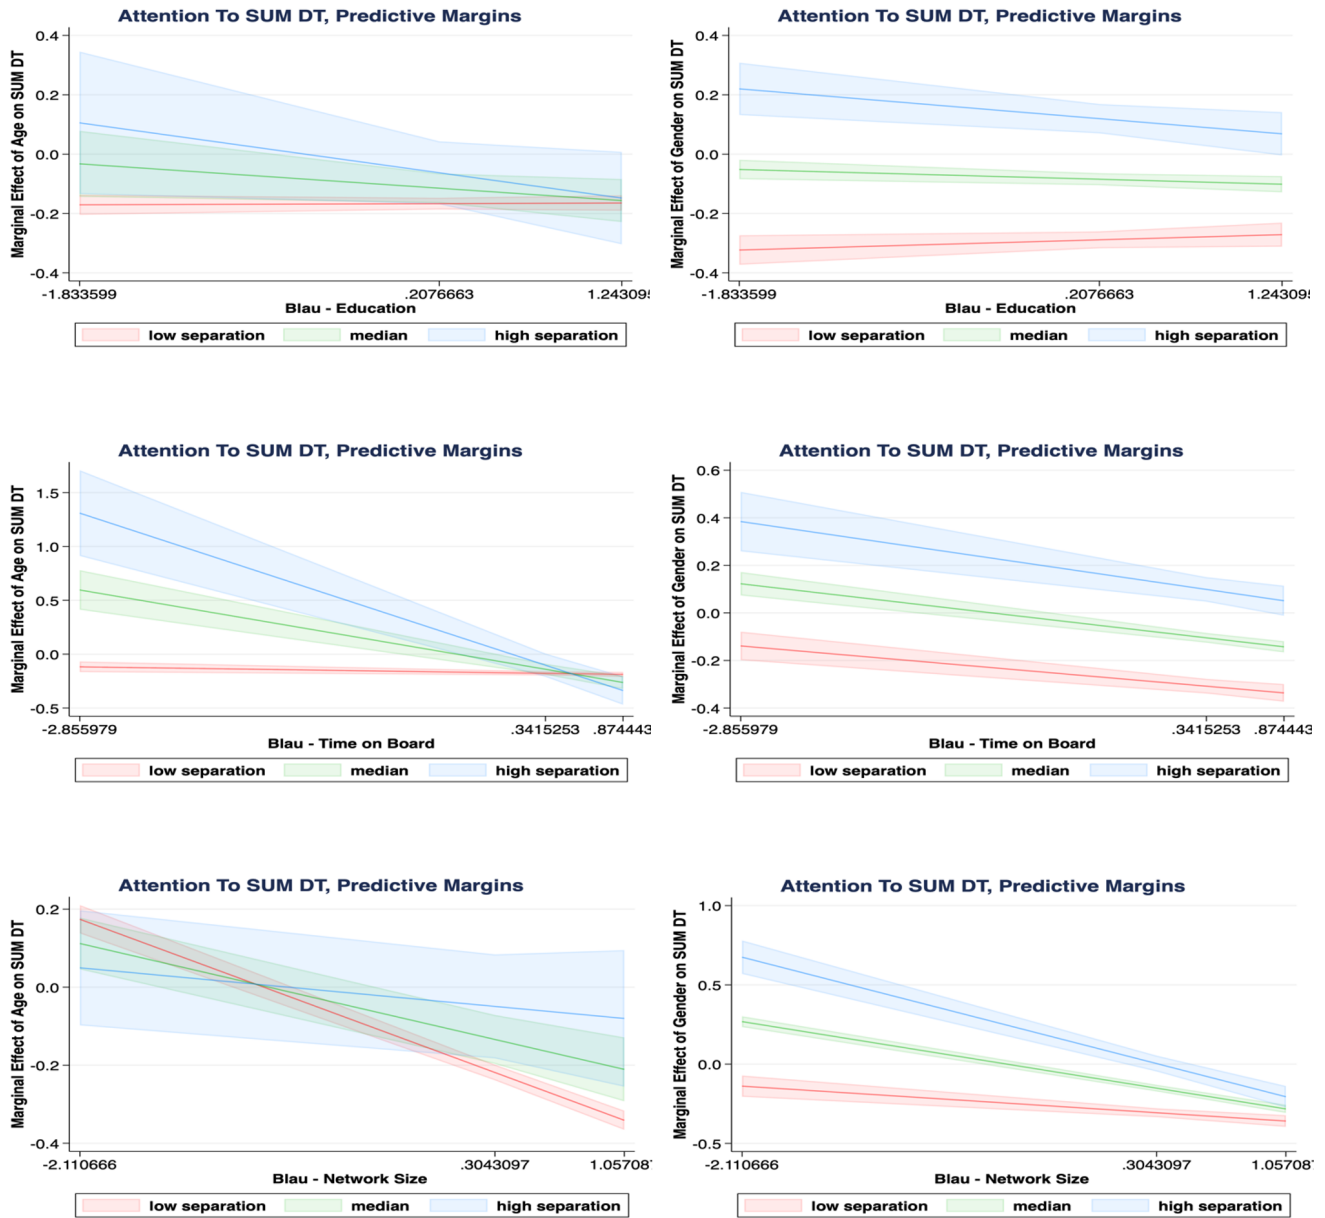 Attention To SUM DT, Predictive Margins
Marginal Effect of Age on SUM DT
0.4
0.2
0.0
-0.2
-0.4
-1.833599 .2076663 1.243095
Blau - Education
low separation median high separation
Attention To SUM DT, Predictive Margins
Marginal Effect of Gender on SUM DT
0.4
0.2
0.0
-0.2
-0.4
-1.833599 .2076663 1.243095
Blau - Education
low separation median high separation
Attention To SUM DT, Predictive Margins
Marginal Effect of Age on SUM DT
1.5
1.0
0.5
0.0
-0.5
-2.855979 .3415253 .874443
Blau - Time on Board
low separation median high separation
Attention To SUM DT, Predictive Margins
Marginal Effect of Gender on SUM DT
0.6
0.4
0.2
0.0
-0.2
-0.4
-2.855979 .3415253 .874443
Blau - Time on Board
low separation median high separation
Attention To SUM DT, Predictive Margins
Marginal Effect of Age on SUM DT
0.2
0.0
-0.2
-0.4
-2.110666 .3043097 1.05708
Blau - Network Size
low separation median high separation
Attention To SUM DT, Predictive Margins
Marginal Effect of Gender on SUM DT
1.0
0.5
0.0
-0.5
-2.110666 .3043097 1.05708
Blau - Network Size
low separation median high separation